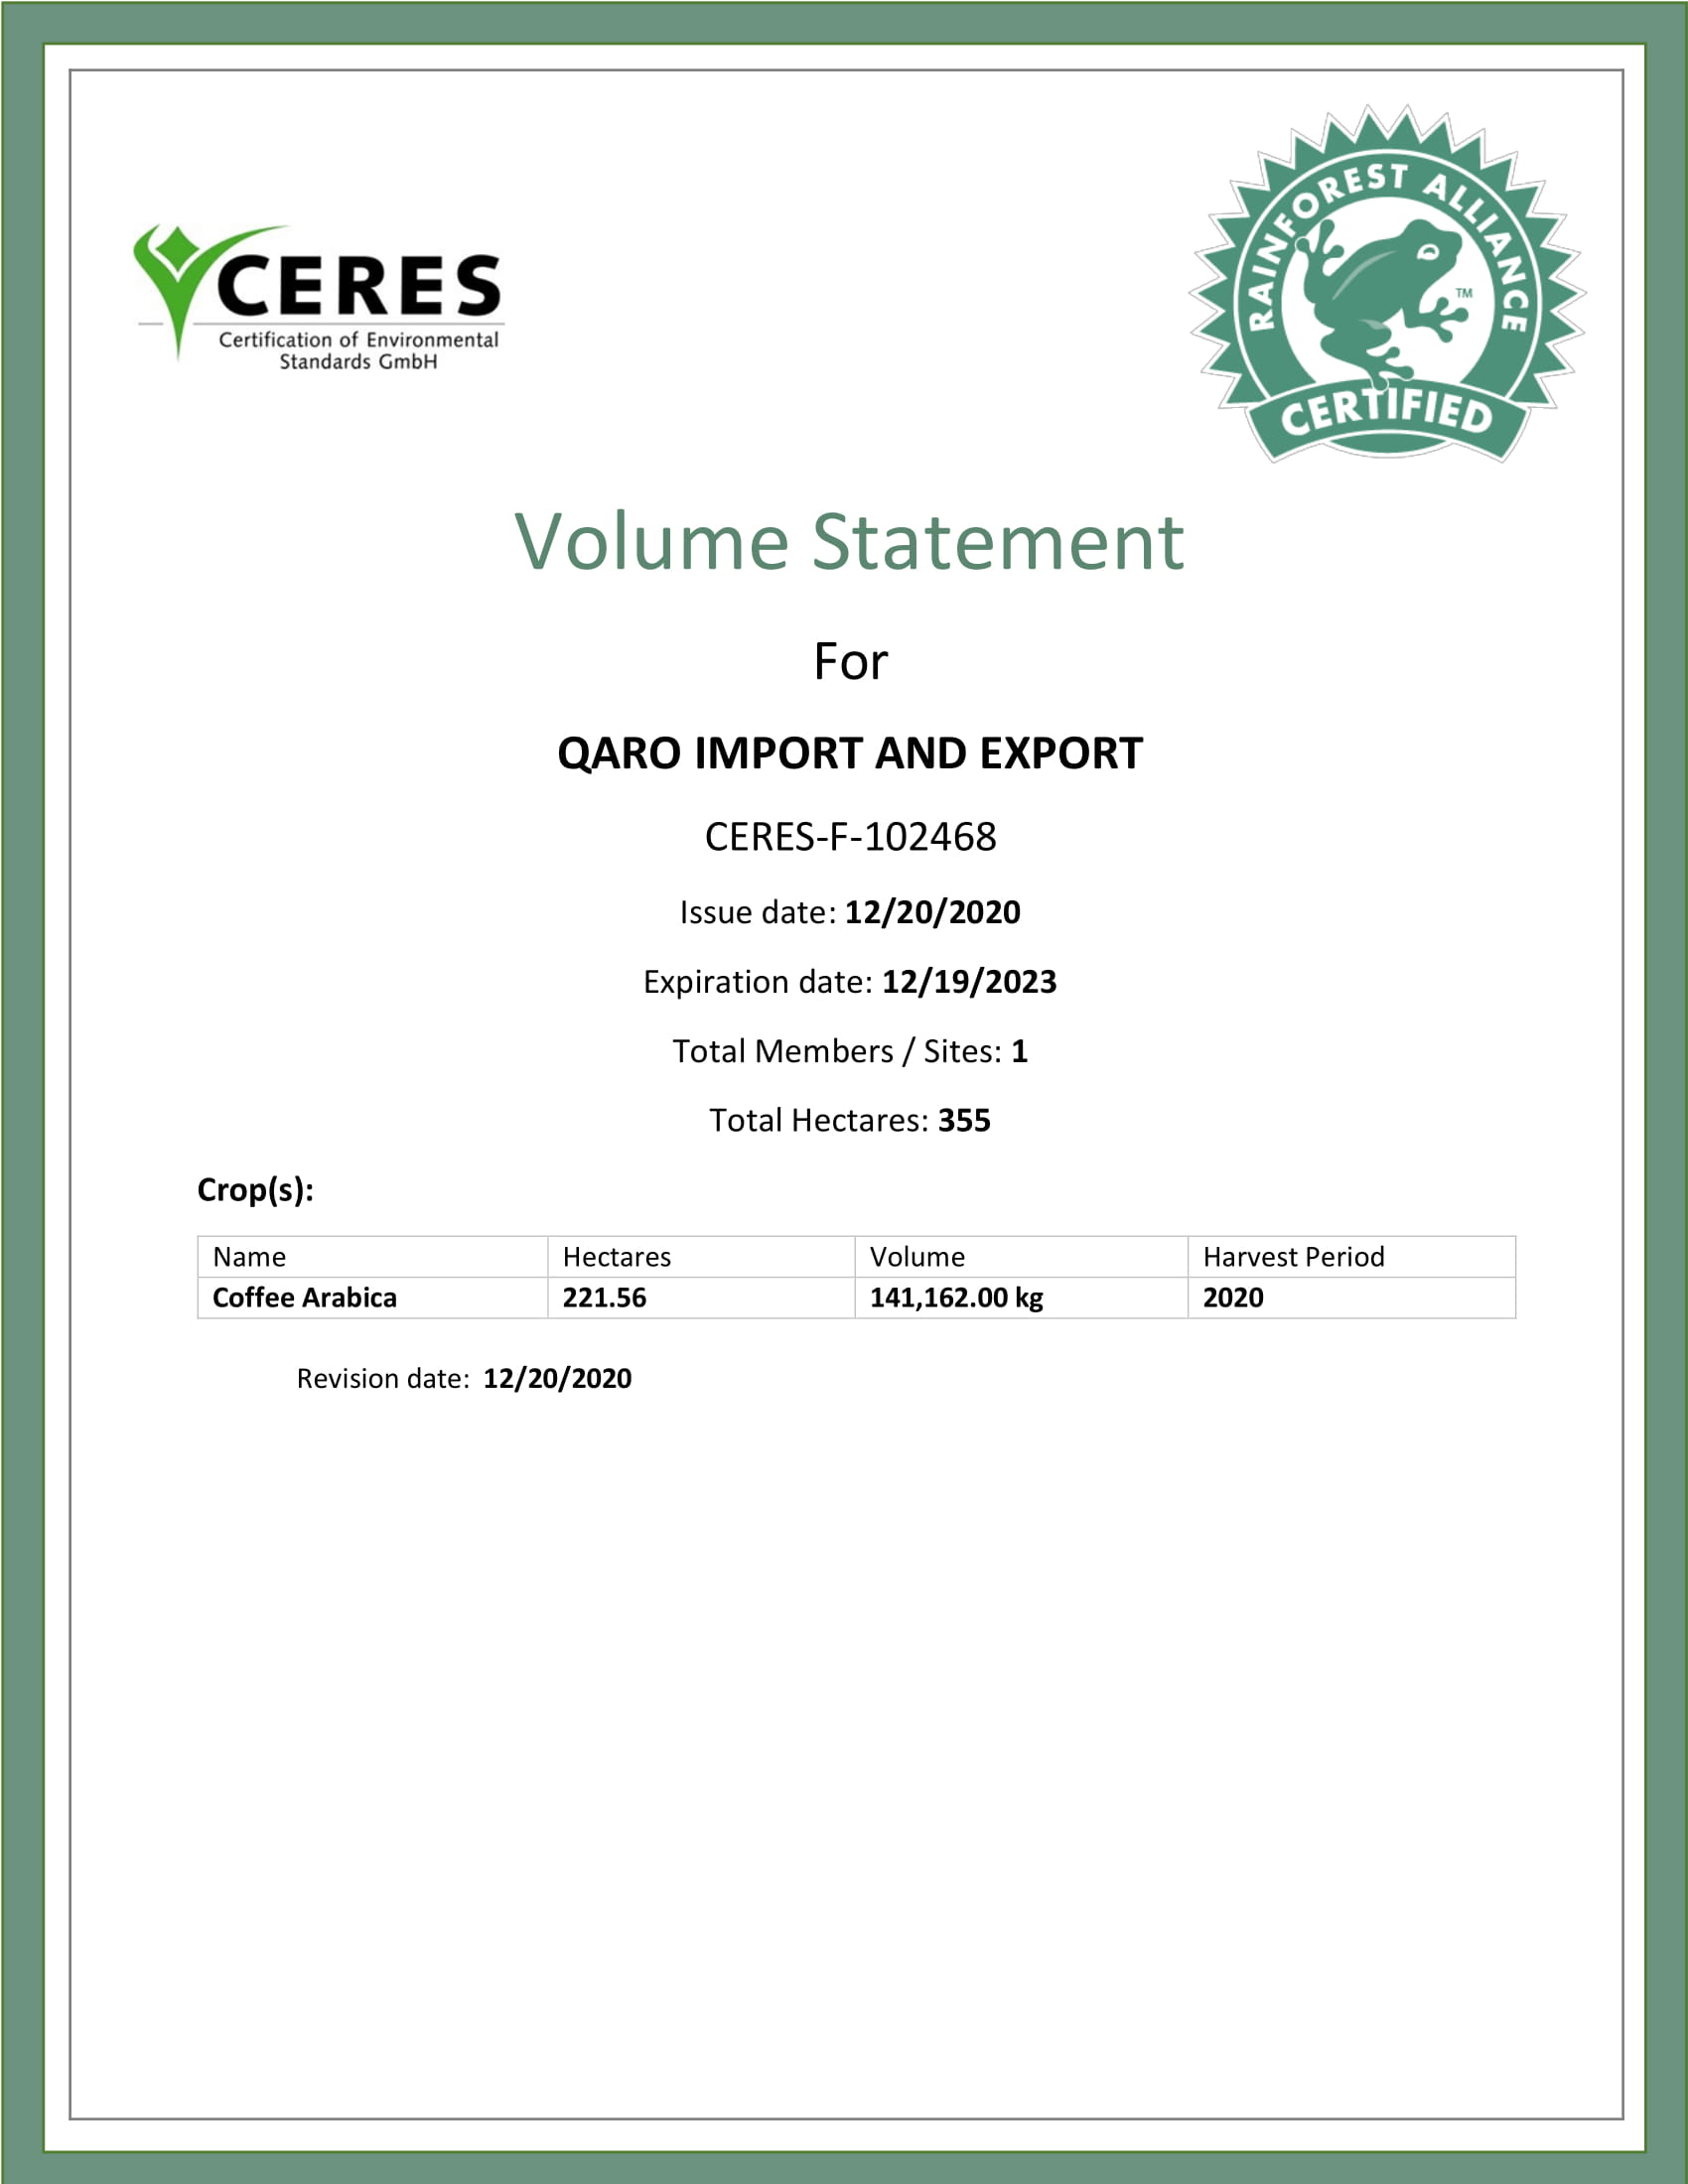 CERES
Certification of Environmental
Standards GmbH
RAINFOREST ALLIANCE
TM
CERTIFIED
Volume Statement
For
QARO IMPORT AND EXPORT
CERES-F-102468
Issue date: 12/20/2020
Expiration date: 12/19/2023
Total Members / Sites: 1
Total Hectares: 355
Crop(s):
Name Hectares Volume Harvest Period
Coffee Arabica 221.56 141,162.00 kg 2020
Revision date: 12/20/2020